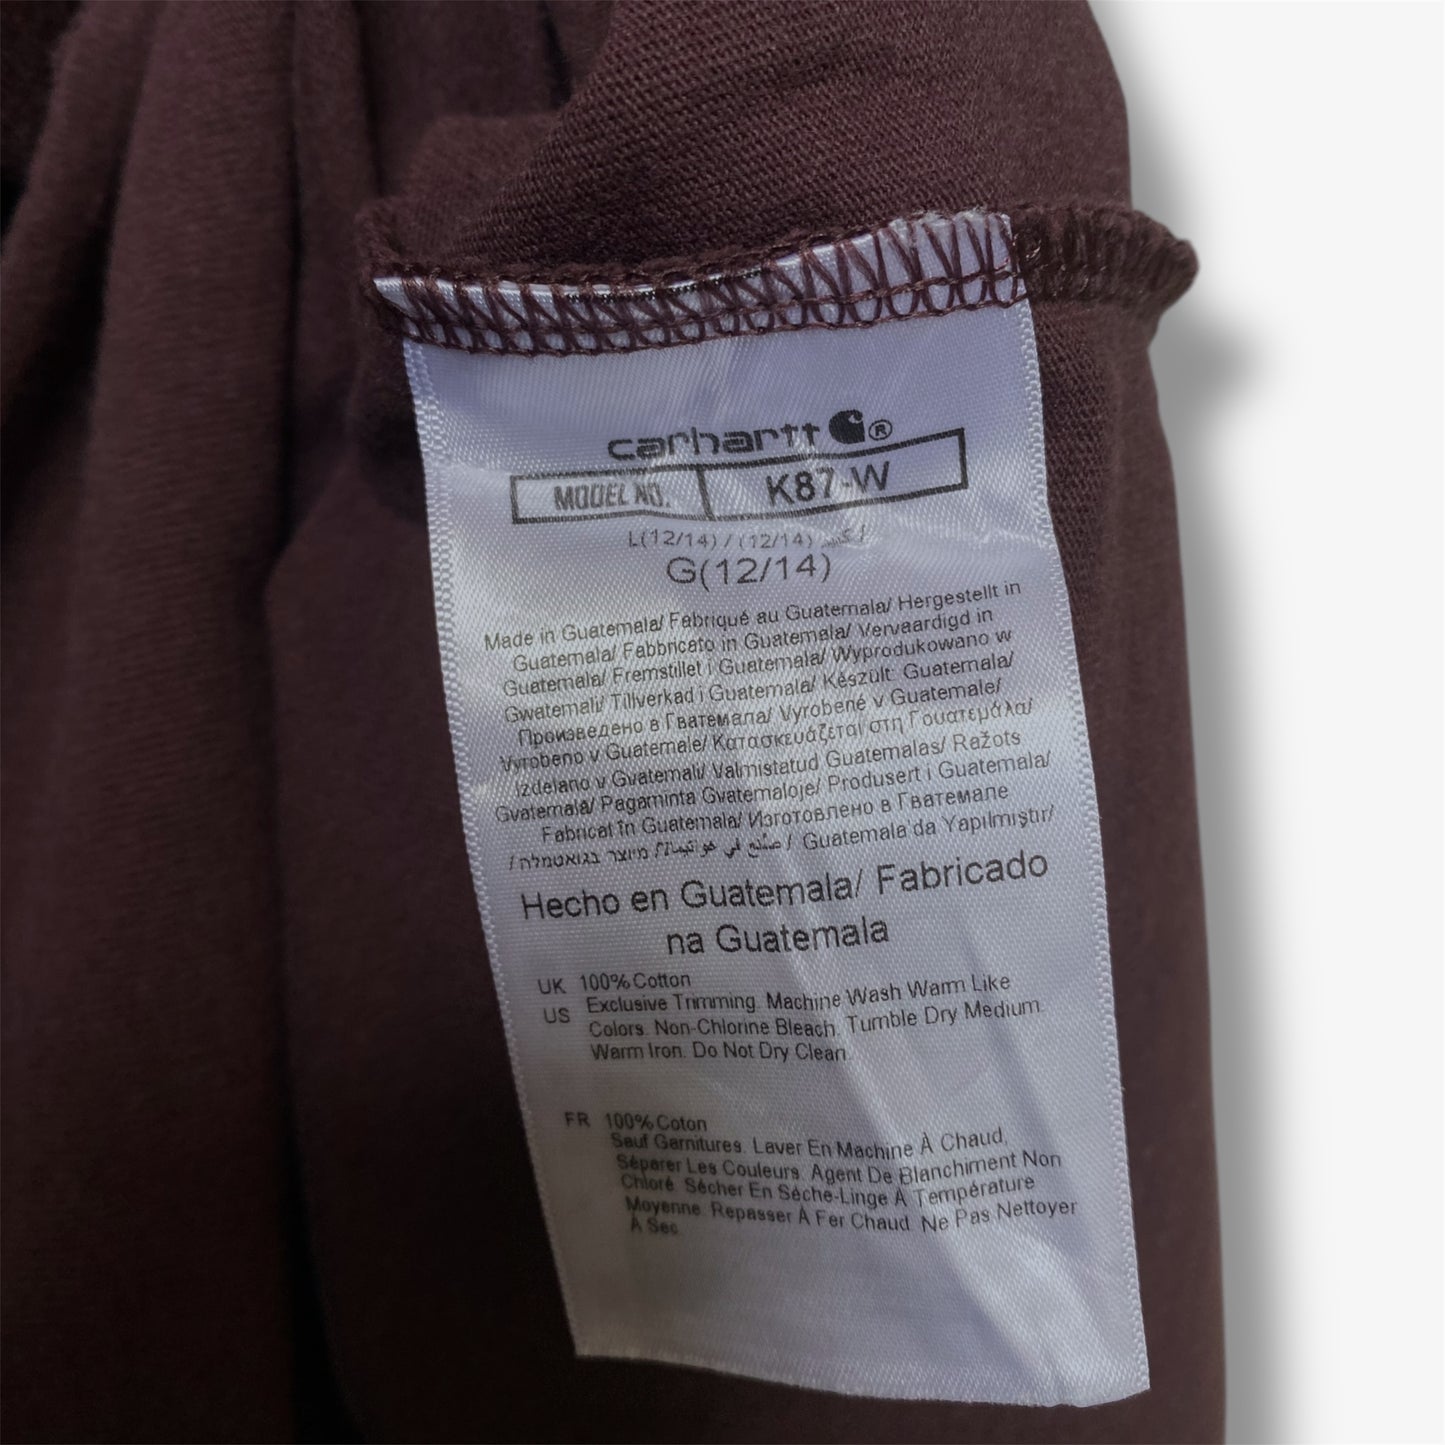 carhartt ®
MODEL NO. K87-W
L(12/14) / (12/14)
G(12/14)
Made in Guatemala/ Fabriqué au Guatemala/ Hergestellt in
Guatemala/ Fabbricato in Guatemala/ Vervaardigd in
Guatemala/ Fremstillet i Guatemala/ Wyprodukowano w
Gwatemali/ Tillverkad i Guatemala/ Készült: Guatemala/
Произведено в Гватемала/ Vyrobené v Guatemale/
Vyrobeno v Guatemale/ Κατασκευάζεται στη Γουατεμάλα/
Izdelano v Gvatemali/ Valmistatud Guatemalas/ Ražots
Gvatemalā/ Pagaminta Gvatemaloje/ Produsert i Guatemala/
Fabricat în Guatemala/ Изготовлено в Гватемале
/ מיוצר בגואטמלה / Guatemala'da Yapılmıştır/
Hecho en Guatemala/ Fabricado
na Guatemala
UK 100% Cotton
US Exclusive Trimming. Machine Wash Warm Like
Colors. Non-Chlorine Bleach. Tumble Dry Medium.
Warm Iron. Do Not Dry Clean.
FR 100% Coton
Sauf Garnitures. Laver En Machine À Chaud,
Séparer Les Couleurs. Agent De Blanchiment Non
Chloré. Sécher En Sèche-Linge À Température
Moyenne. Repasser À Fer Chaud. Ne Pas Nettoyer
À Sec.